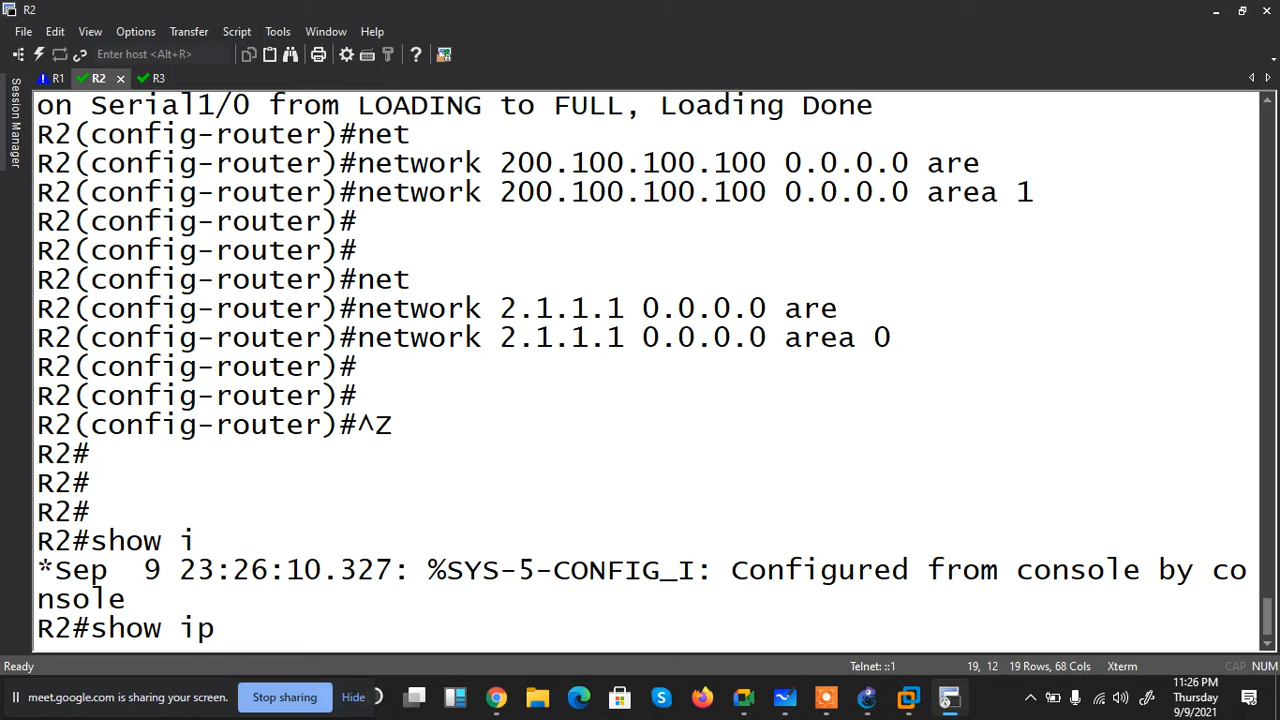 R2
File Edit View Options Transfer Script Tools Window Help
Enter host <Alt+R>
R1 R2 R3
Session Manager
on Serial1/0 from LOADING to FULL, Loading Done
R2(config-router)#net
R2(config-router)#network 200.100.100.100 0.0.0.0 are
R2(config-router)#network 200.100.100.100 0.0.0.0 area 1
R2(config-router)#
R2(config-router)#
R2(config-router)#net
R2(config-router)#network 2.1.1.1 0.0.0.0 are
R2(config-router)#network 2.1.1.1 0.0.0.0 area 0
R2(config-router)#
R2(config-router)#
R2(config-router)#^Z
R2#
R2#
R2#
R2#show i
*Sep  9 23:26:10.327: %SYS-5-CONFIG_I: Configured from console by co
nsole
R2#show ip
Ready Telnet: ::1 19, 12 19 Rows, 68 Cols Xterm CAP NUM
meet.google.com is sharing your screen. Stop sharing Hide
11:26 PM
Thursday
9/9/2021